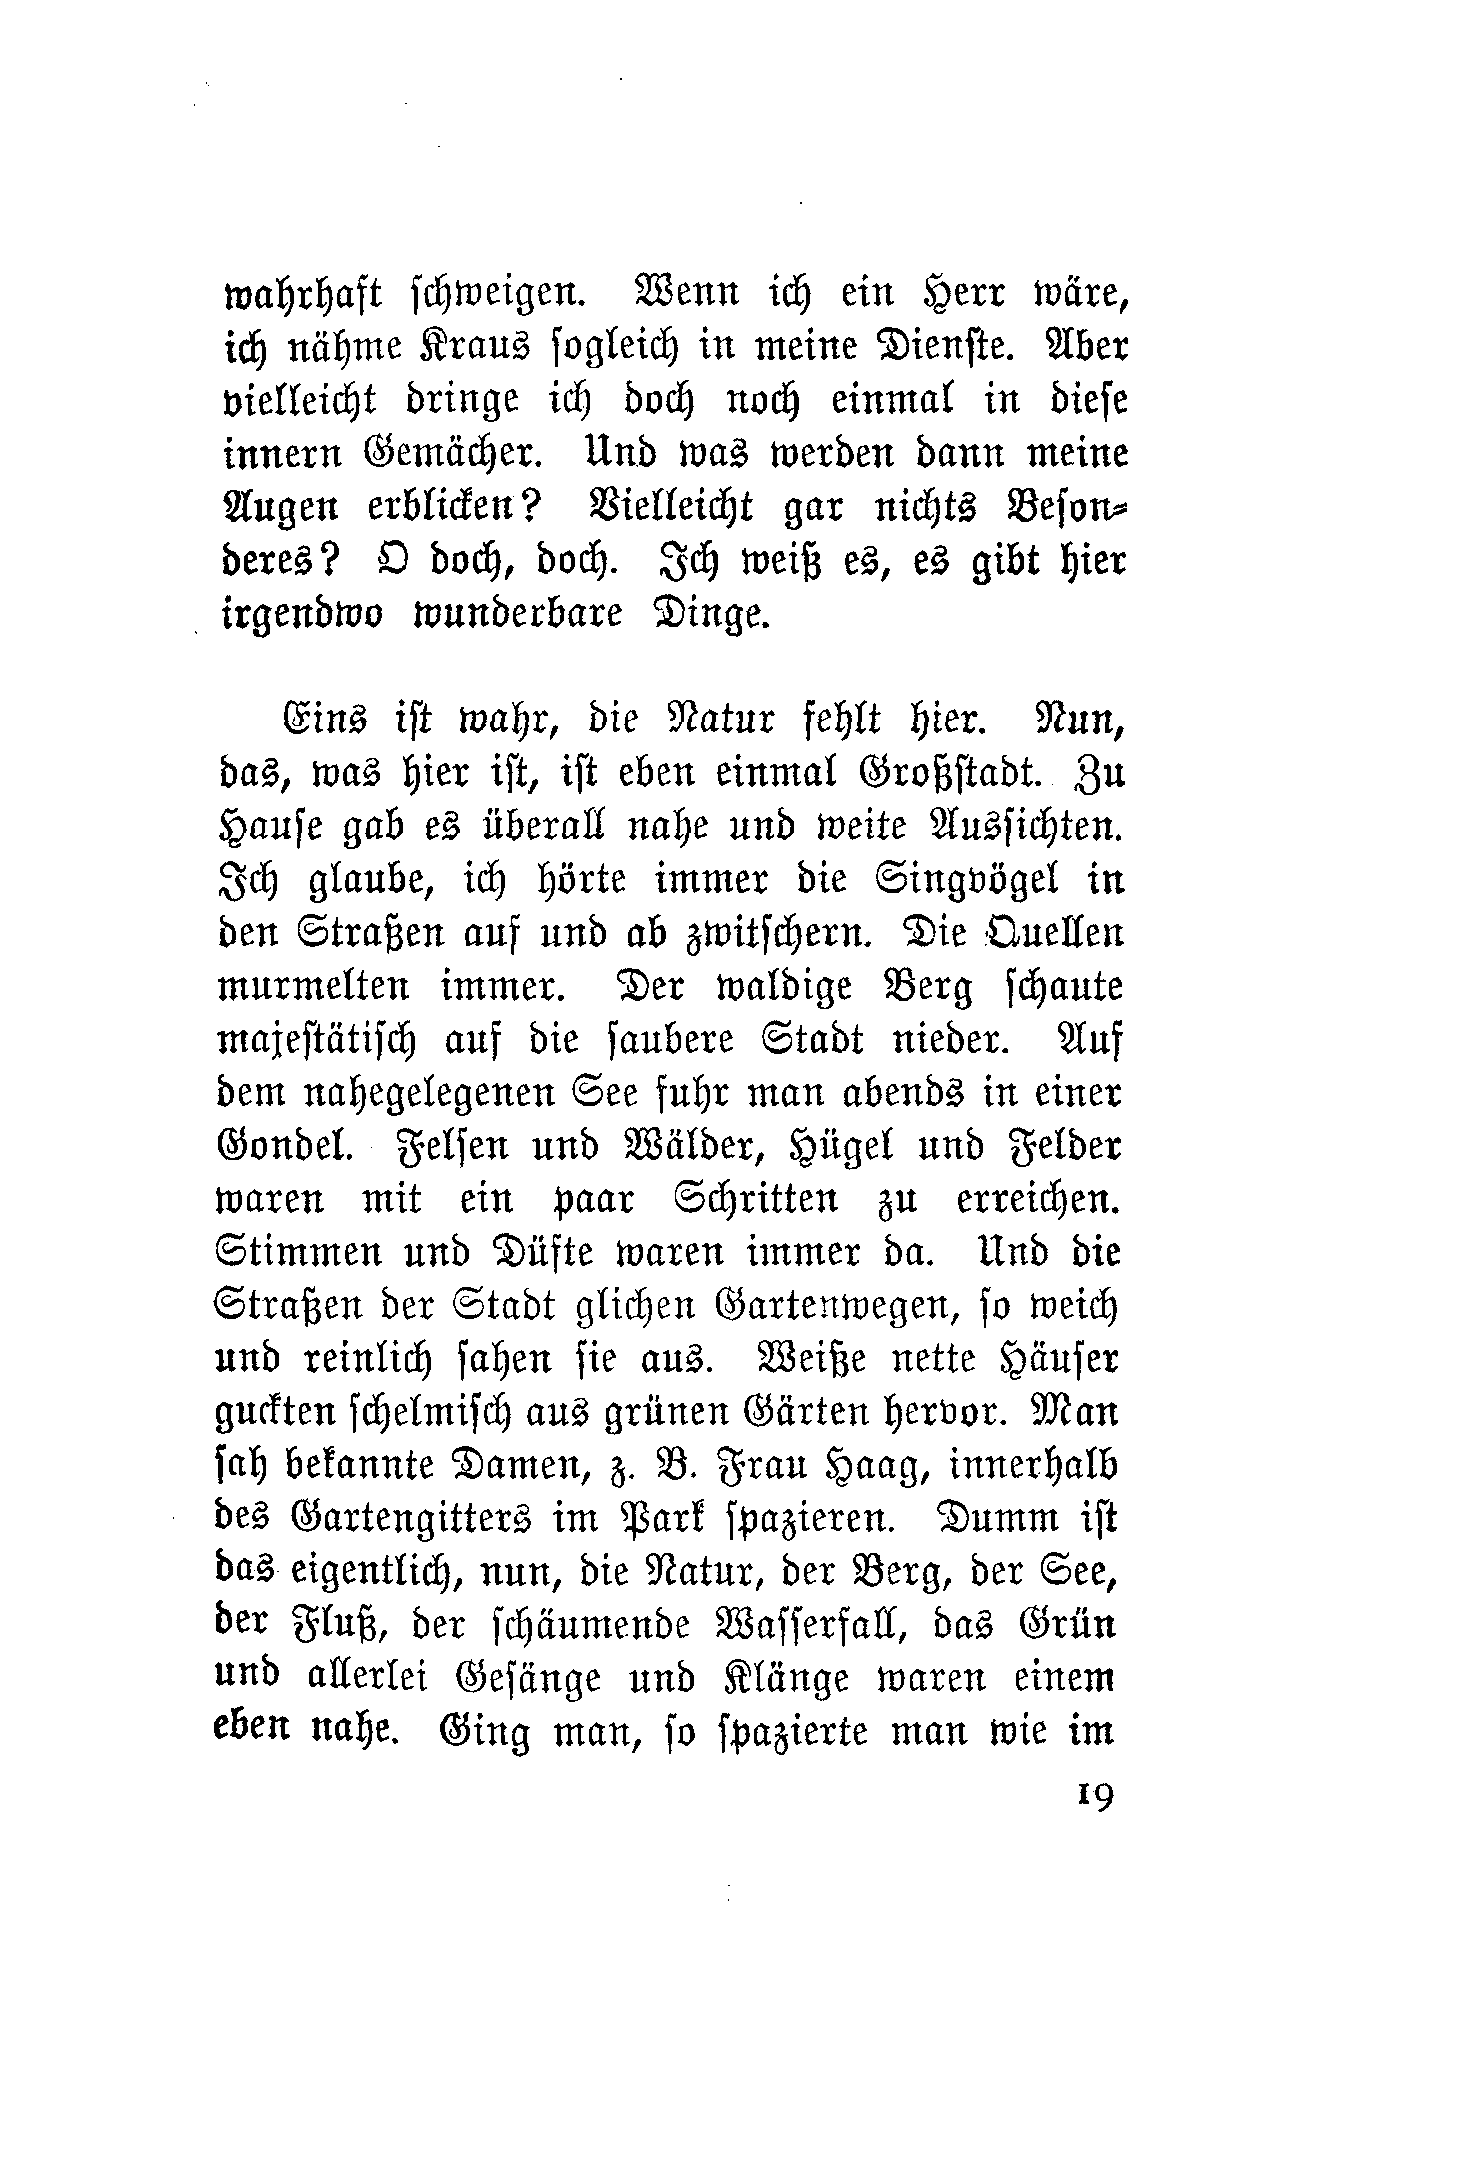 wahrhaft schweigen. Wenn ich ein Herr wäre,
ich nähme Kraus sogleich in meine Dienste. Aber
vielleicht dringe ich doch noch einmal in diese
innern Gemächer. Und was werden dann meine
Augen erblicken? Vielleicht gar nichts Beson-
deres? O doch, doch. Ich weiß es, es gibt hier
irgendwo wunderbare Dinge.
Eins ist wahr, die Natur fehlt hier. Nun,
das, was hier ist, ist eben einmal Großstadt. Zu
Hause gab es überall nahe und weite Aussichten.
Ich glaube, ich hörte immer die Singvögel in
den Straßen auf und ab zwitschern. Die Quellen
murmelten immer. Der waldige Berg schaute
majestätisch auf die saubere Stadt nieder. Auf
dem nahegelegenen See fuhr man abends in einer
Gondel. Felsen und Wälder, Hügel und Felder
waren mit ein paar Schritten zu erreichen.
Stimmen und Düfte waren immer da. Und die
Straßen der Stadt glichen Gartenwegen, so weich
und reinlich sahen sie aus. Weiße nette Häuser
guckten schelmisch aus grünen Gärten hervor. Man
sah bekannte Damen, z. B. Frau Haag, innerhalb
des Gartengitters im Park spazieren. Dumm ist
das eigentlich, nun, die Natur, der Berg, der See,
der Fluß, der schäumende Wasserfall, das Grün
und allerlei Gesänge und Klänge waren einem
eben nahe. Ging man, so spazierte man wie im
19